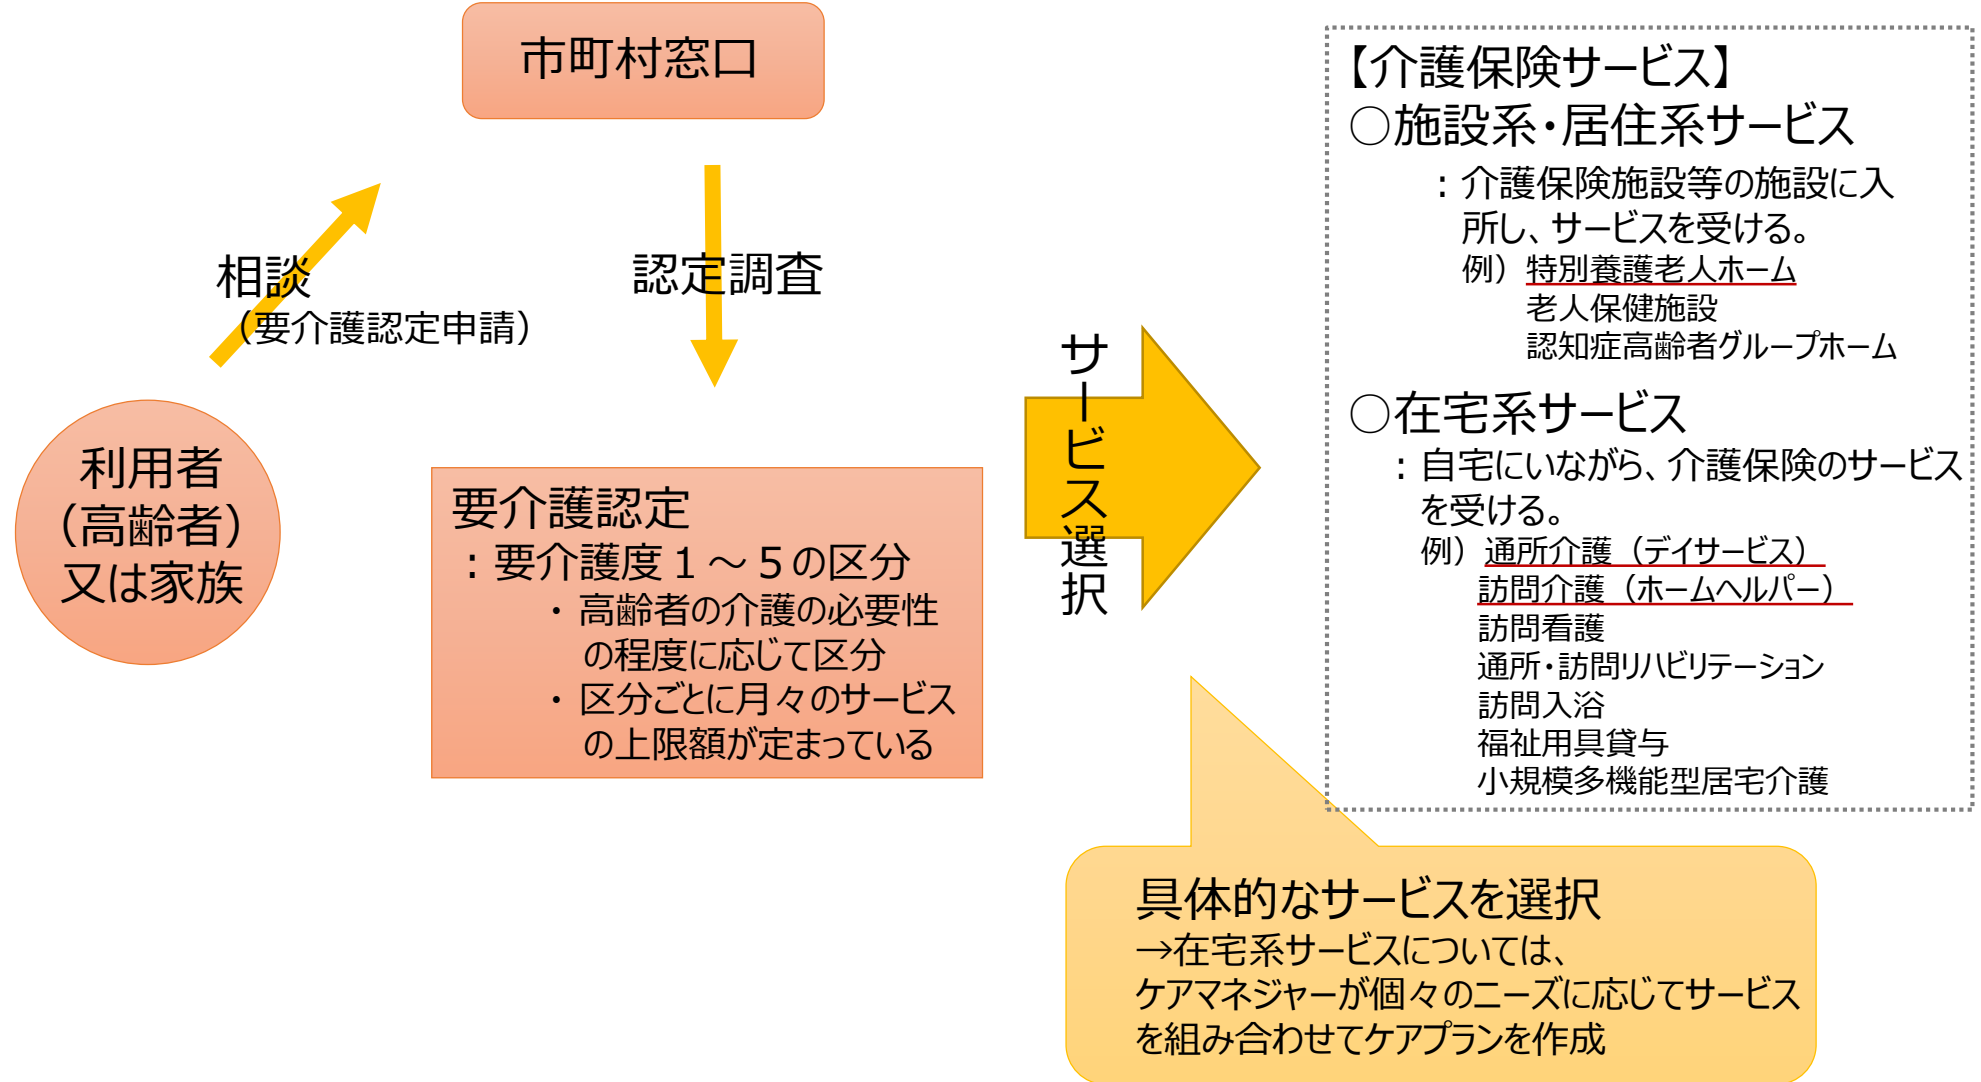 市町村窓口
相談
（要介護認定申請）
認定調査
利用者
（高齢者）
又は家族
要介護認定
：要介護度１～５の区分
・高齢者の介護の必要性
の程度に応じて区分
・区分ごとに月々のサービス
の上限額が定まっている
サービス選択
【介護保険サービス】
○施設系・居住系サービス
：介護保険施設等の施設に入
所し、サービスを受ける。
例）特別養護老人ホーム
老人保健施設
認知症高齢者グループホーム
○在宅系サービス
：自宅にいながら、介護保険のサービス
を受ける。
例）通所介護（デイサービス）
訪問介護（ホームヘルパー）
訪問看護
通所・訪問リハビリテーション
訪問入浴
福祉用具貸与
小規模多機能型居宅介護
具体的なサービスを選択
→在宅系サービスについては、
ケアマネジャーが個々のニーズに応じてサービス
を組み合わせてケアプランを作成